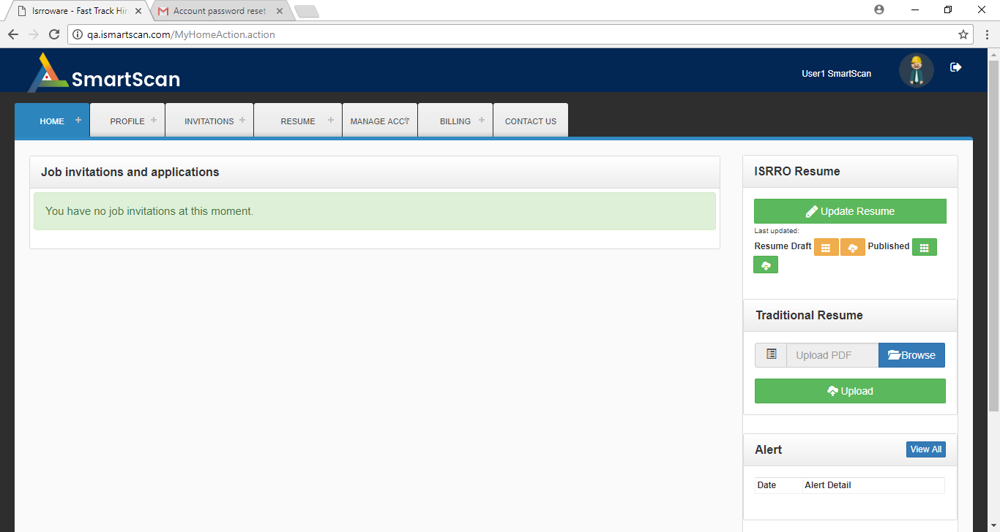 Isrroware - Fast Track Hir
Account password reset
qa.ismartscan.com/MyHomeAction.action
SmartScan
User1 SmartScan
HOME + PROFILE + INVITATIONS + RESUME + MANAGE ACCT + BILLING + CONTACT US
Job invitations and applications
You have no job invitations at this moment.
ISRRO Resume
Update Resume
Last updated:
Resume Draft Published
Traditional Resume
Upload PDF Browse
Upload
Alert View All
Date Alert Detail